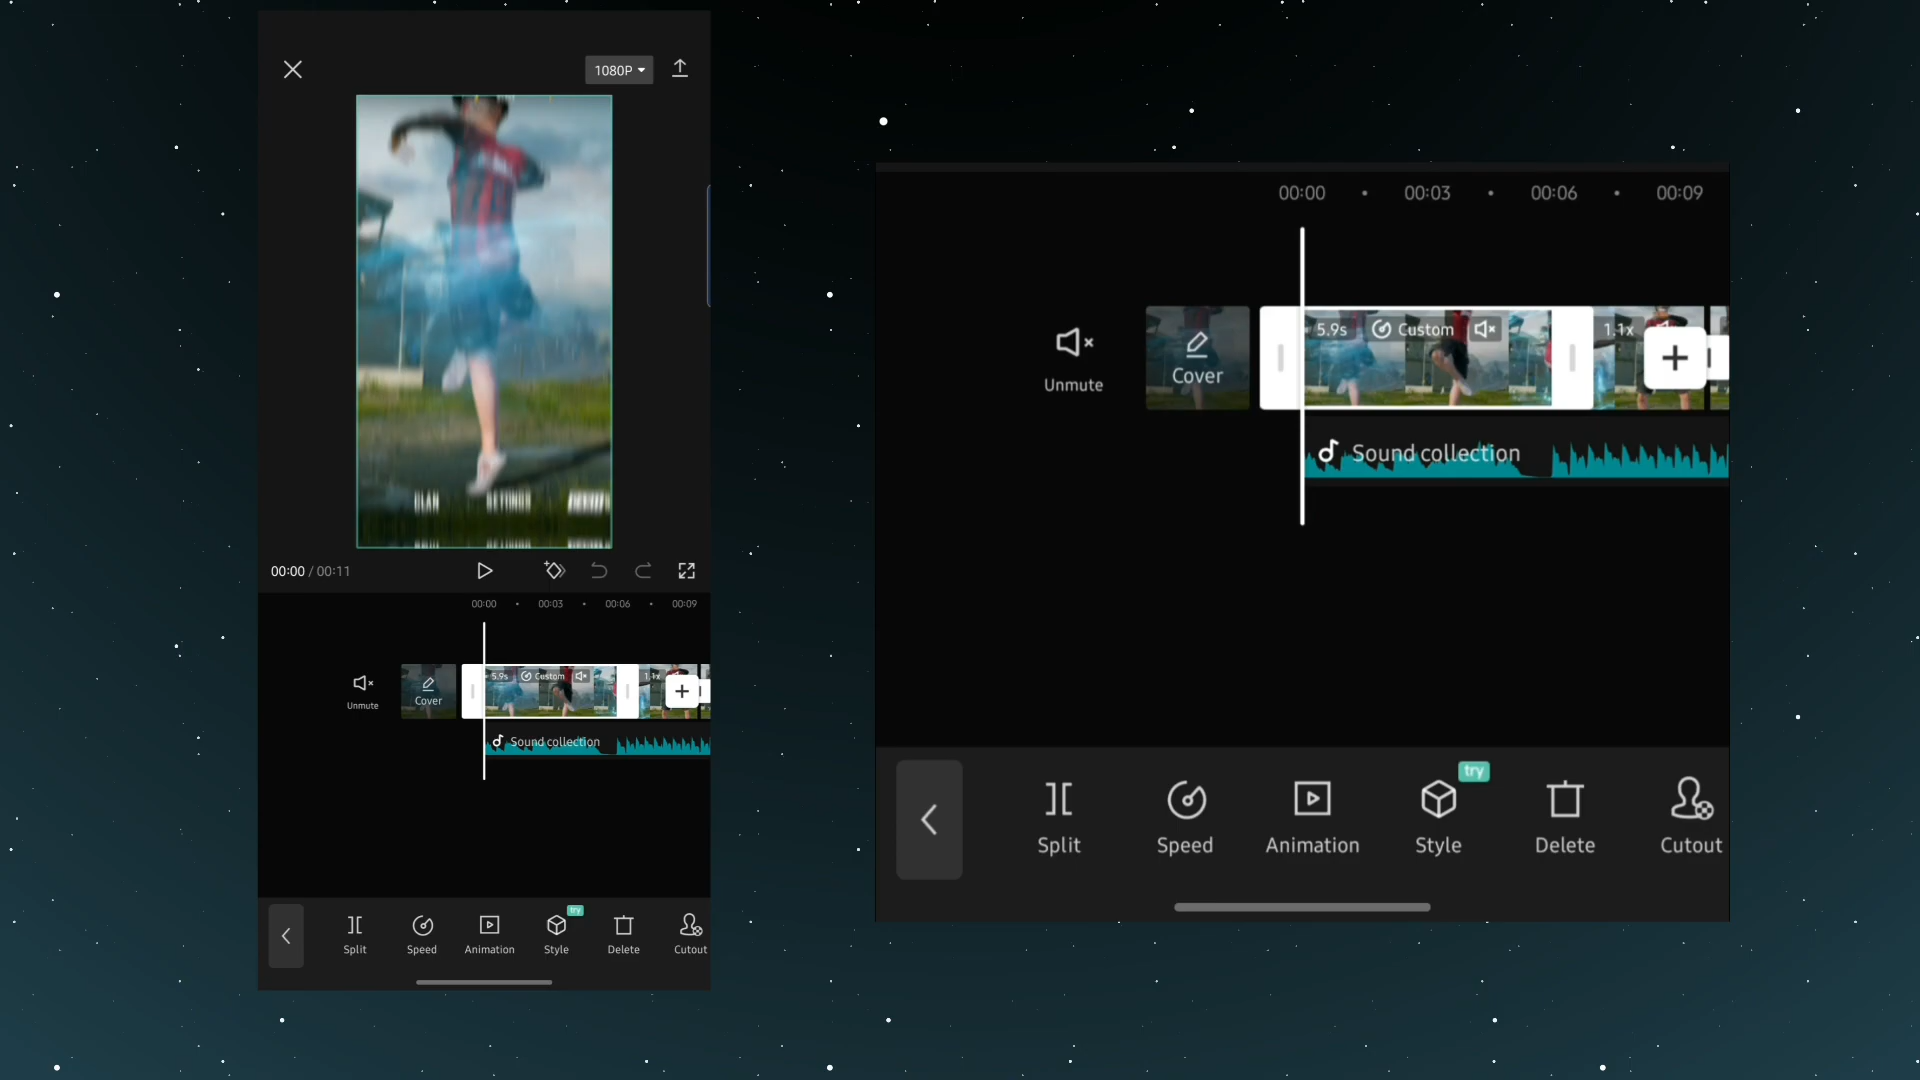 1080P
00:00 / 00:11
00:00
00:03
00:06
00:09
Unmute
Cover
5.9s
Custom
1.1x
Sound collection
Split
Speed
Animation
try
Style
Delete
Cutout
00:00
00:03
00:06
00:09
Unmute
Cover
5.9s
Custom
1.1x
Sound collection
Split
Speed
Animation
try
Style
Delete
Cutout